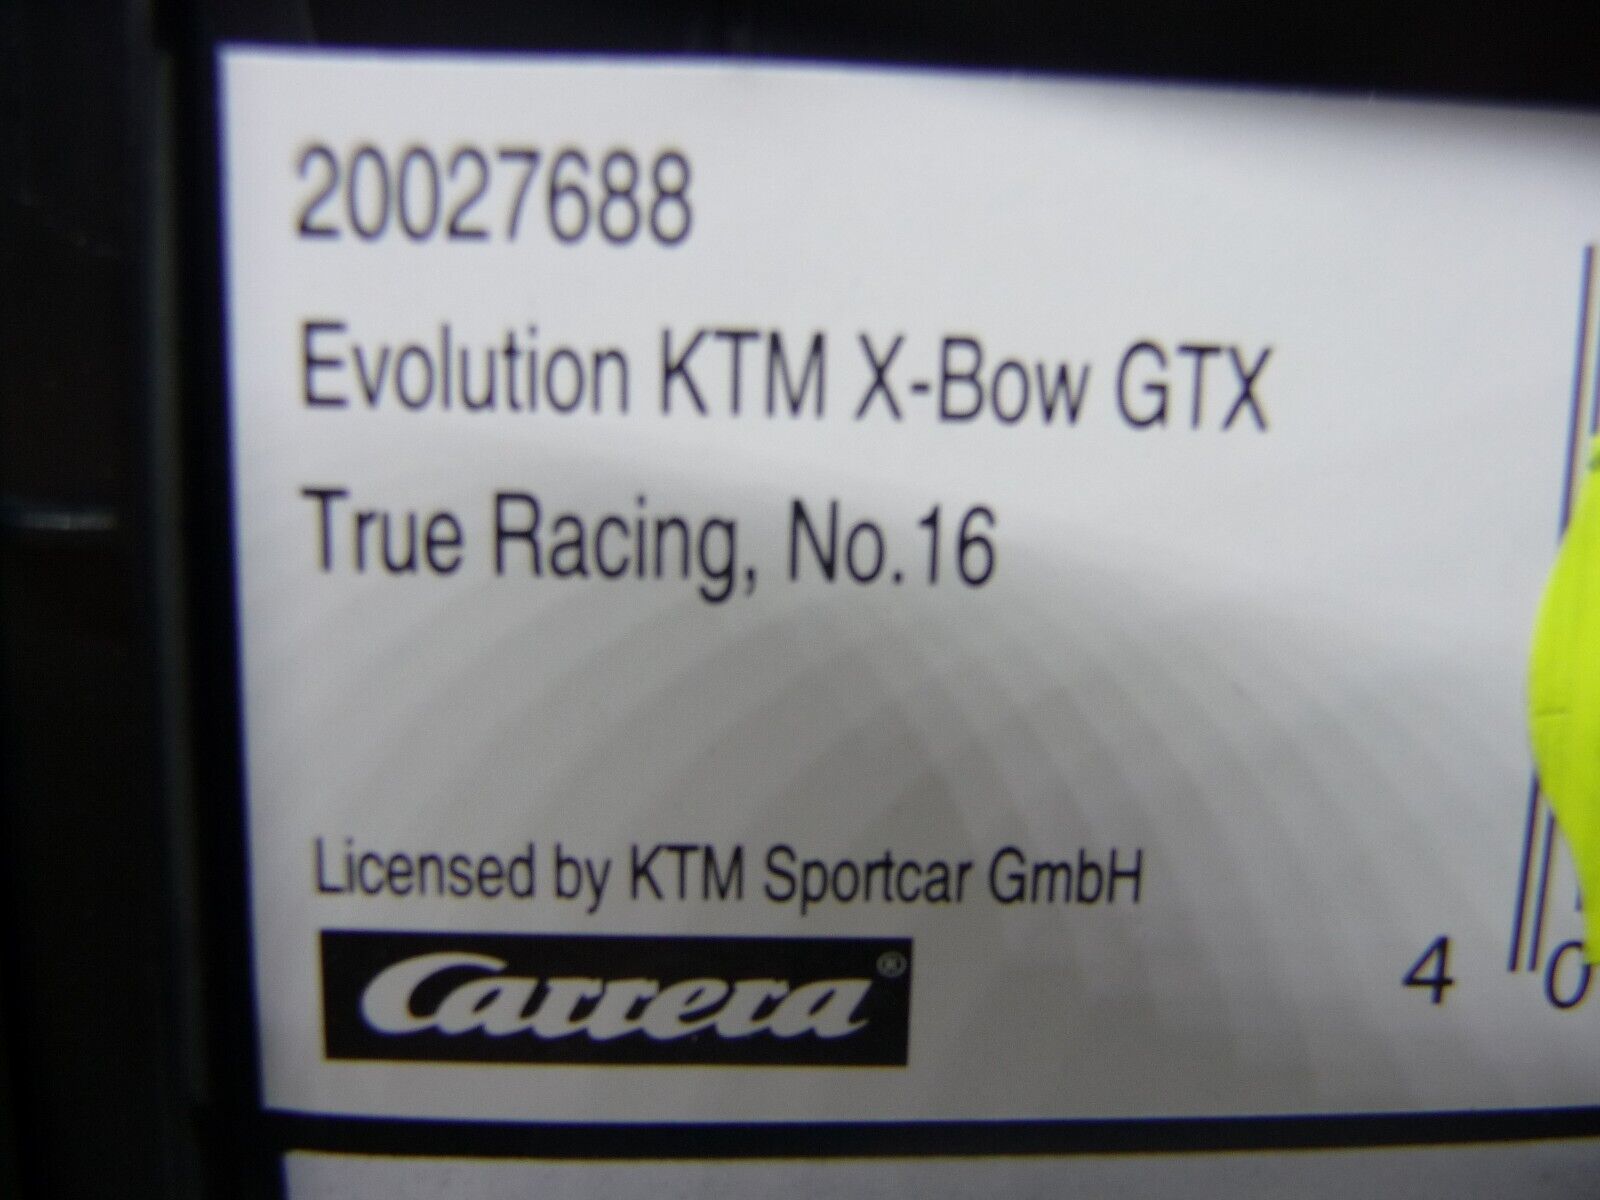 20027688
Evolution KTM X-Bow GTX
True Racing, No.16
Licensed by KTM Sportcar GmbH
Carrera®
4 0